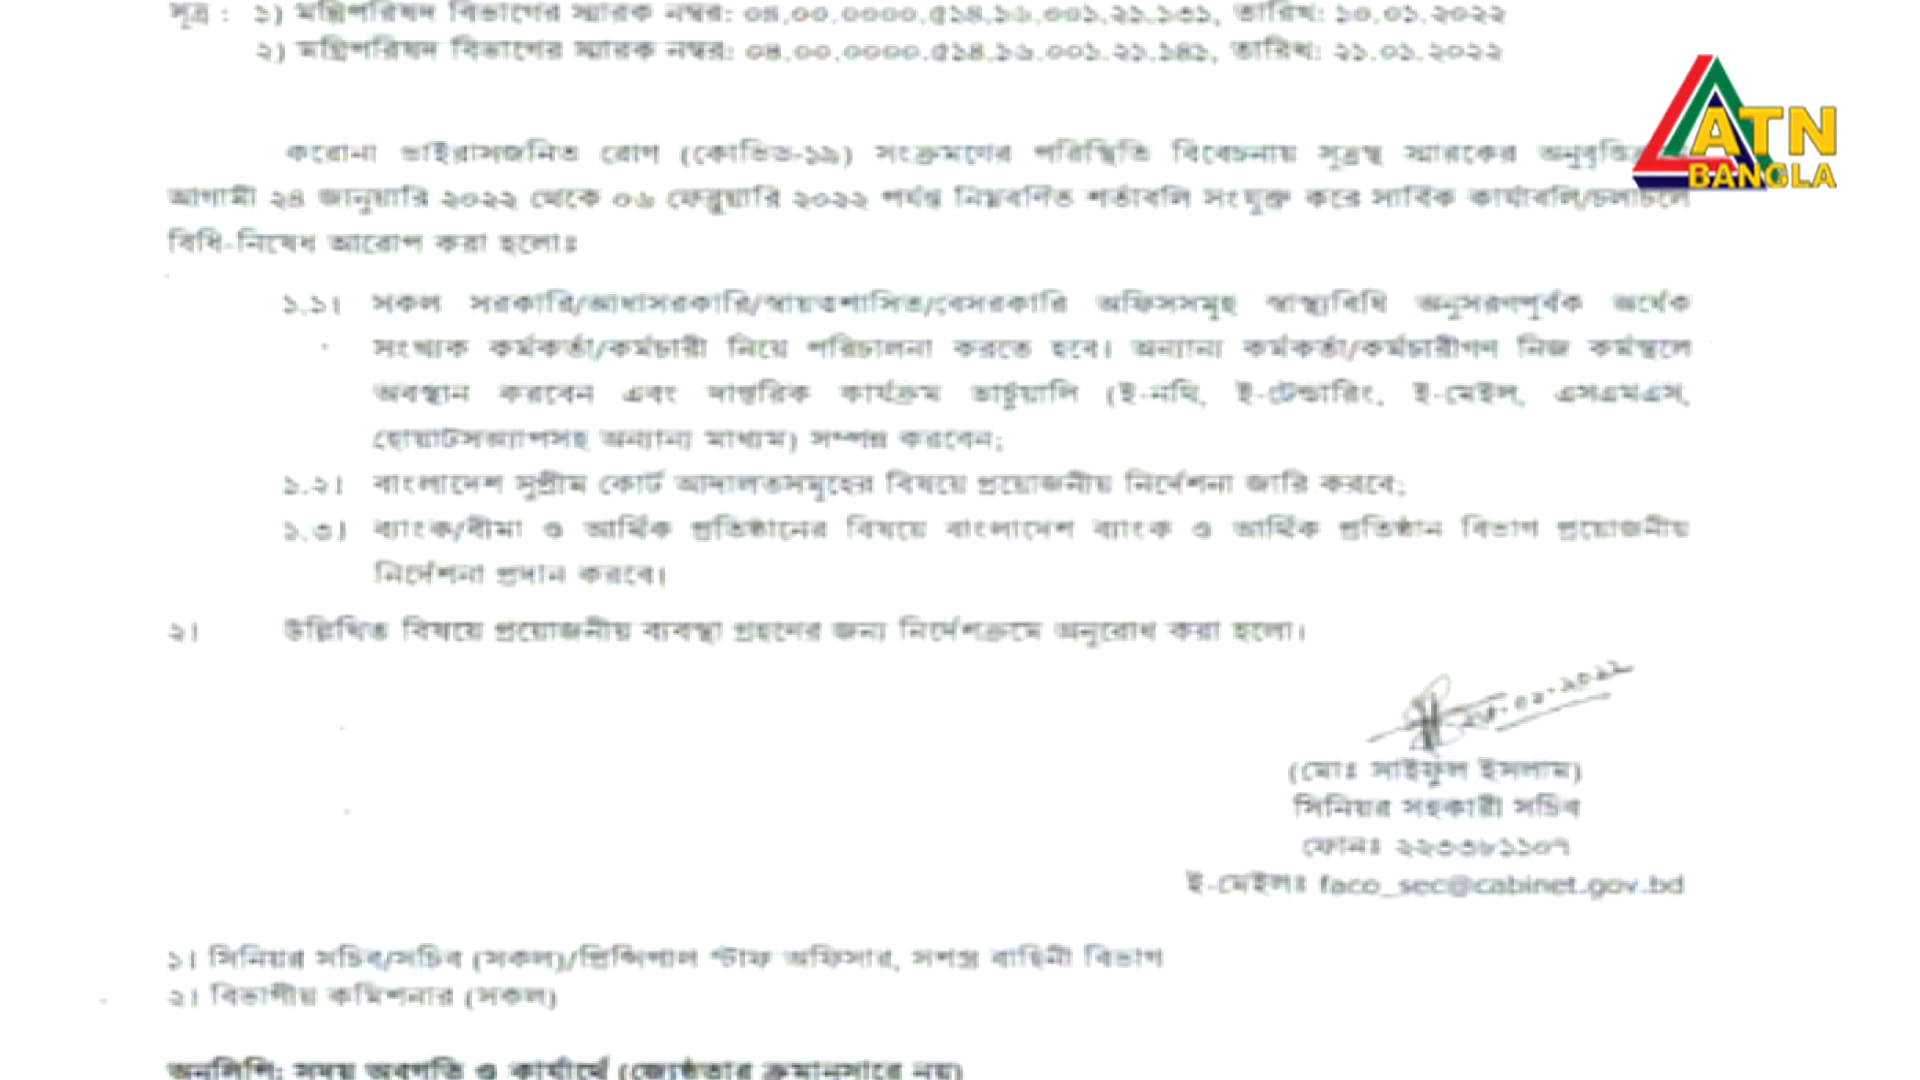 সূত্র : ১) মন্ত্রিপরিষদ বিভাগের স্মারক নম্বর: ০৪.০০.০০০০.৫১৪.১৬.০০১.২১.১৩১, তারিখ: ১০.০১.২০২২
২) মন্ত্রিপরিষদ বিভাগের স্মারক নম্বর: ০৪.০০.০০০০.৫১৪.১৬.০০১.২১.১৪১, তারিখ: ২১.০১.২০২২
ATN
BANGLA
করোনা ভাইরাসজনিত রোগ (কোভিড-১৯) সংক্রমণের পরিস্থিতি বিবেচনায় সূত্রস্থ স্মারকের
আগামী ২৪ জানুয়ারি ২০২২ থেকে ০৬ ফেব্রুয়ারি ২০২২ পর্যন্ত নিম্নবর্ণিত শর্তাবলি সংযুক্ত করে সার্বিক কার্যাবলি/চলাচলে
বিধি-নিষেধ আরোপ করা হলোঃ
১.১। সকল সরকারি/আধাসরকারি/স্বায়ত্বশাসিত/বেসরকারি অফিসসমূহ স্বাস্থ্যবিধি অনুসরণপূর্বক অর্ধেক
সংখ্যক কর্মকর্তা/কর্মচারী নিয়ে পরিচালনা করতে হবে। অন্যান্য কর্মকর্তা/কর্মচারীগণ নিজ কর্মস্থলে
অবস্থান করবেন এবং দাপ্তরিক কার্যক্রম ভার্চুয়ালি (ই-নথি, ই-টেন্ডারিং, ই-মেইল, এসএমএস,
হোয়াটসঅ্যাপসহ অন্যান্য মাধ্যম) সম্পন্ন করবেন;
১.২। বাংলাদেশ সুপ্রীম কোর্ট আদালতসমূহের বিষয়ে প্রয়োজনীয় নির্দেশনা জারি করবে;
১.৩। ব্যাংক/বীমা ও আর্থিক প্রতিষ্ঠানের বিষয়ে বাংলাদেশ ব্যাংক ও আর্থিক প্রতিষ্ঠান বিভাগ প্রয়োজনীয়
নির্দেশনা প্রদান করবে।
২। উল্লিখিত বিষয়ে প্রয়োজনীয় ব্যবস্থা গ্রহণের জন্য নির্দেশক্রমে অনুরোধ করা হলো।
(মোঃ সাইফুল ইসলাম)
সিনিয়র সহকারী সচিব
ফোনঃ ২২৩৩৮১১০৭
ই-মেইলঃ faco_sec@cabinet.gov.bd
১। সিনিয়র সচিব/সচিব (সকল)/প্রিন্সিপাল স্টাফ অফিসার, সশস্ত্র বাহিনী বিভাগ
২। বিভাগীয় কমিশনার (সকল)
অনুলিপি: সদয় অবগতি ও কার্যার্থে (জ্যেষ্ঠতার ক্রমানুসারে নয়)